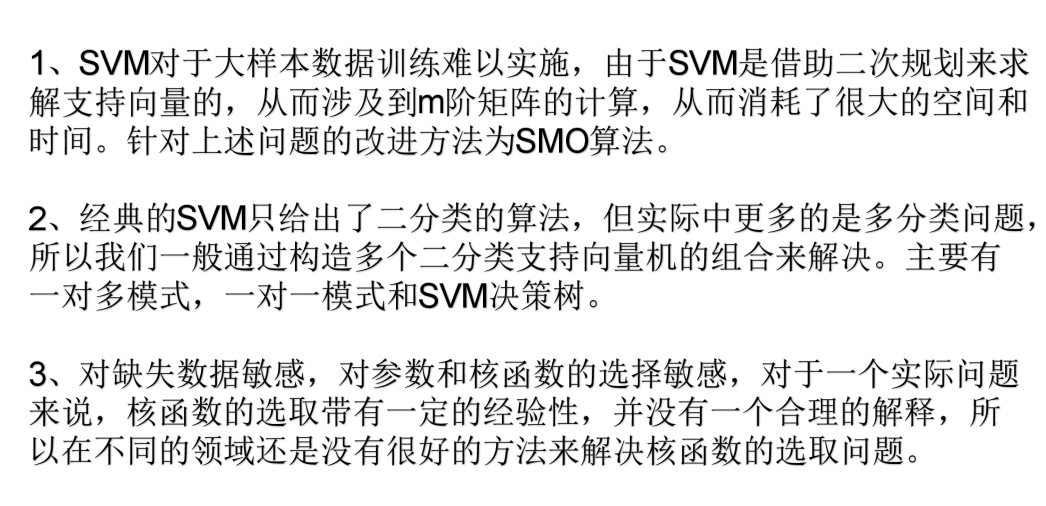 1、SVM对于大样本数据训练难以实施，由于SVM是借助二次规划来求
解支持向量的，从而涉及到m阶矩阵的计算，从而消耗了很大的空间和
时间。针对上述问题的改进方法为SMO算法。
2、经典的SVM只给出了二分类的算法，但实际中更多的是多分类问题，
所以我们一般通过构造多个二分类支持向量机的组合来解决。主要有
一对多模式，一对一模式和SVM决策树。
3、对缺失数据敏感，对参数和核函数的选择敏感，对于一个实际问题
来说，核函数的选取带有一定的经验性，并没有一个合理的解释，所
以在不同的领域还是没有很好的方法来解决核函数的选取问题。